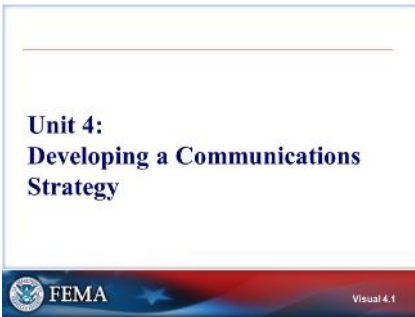 Unit 4:
Developing a Communications
Strategy
FEMA
Visual 4.1